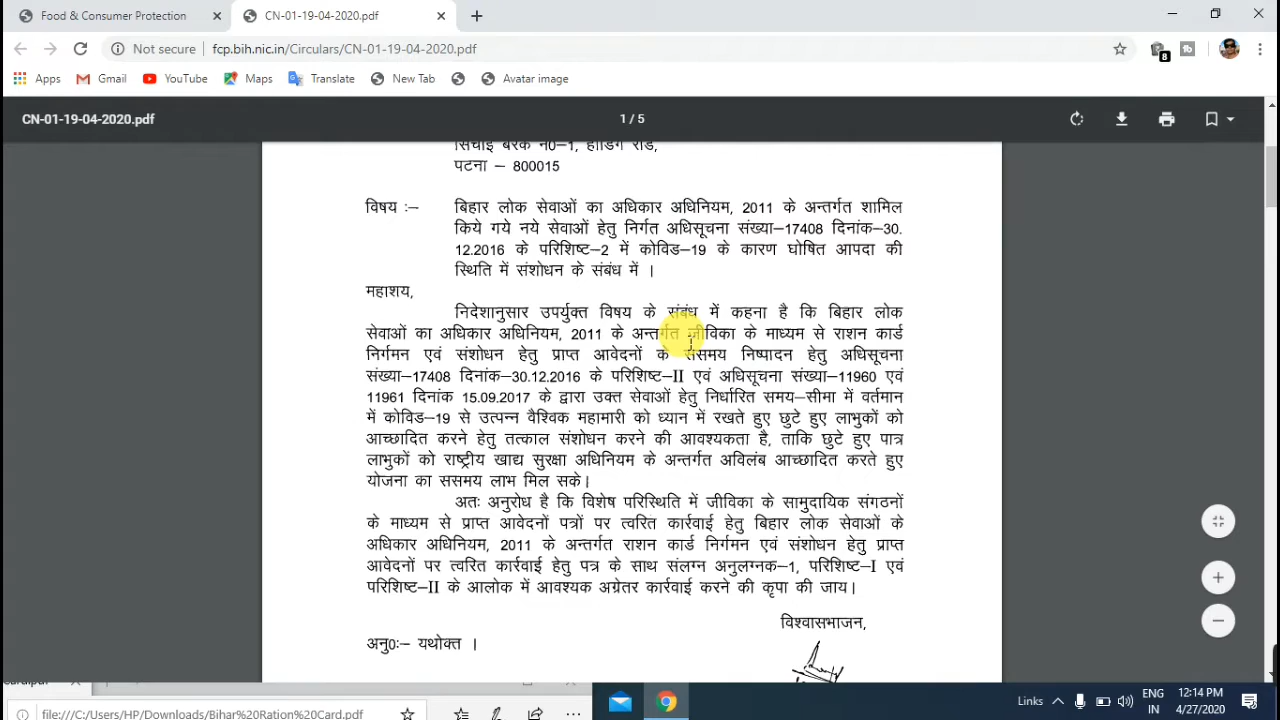 Food & Consumer Protection
CN-01-19-04-2020.pdf
Not secure
fcp.bih.nic.in/Circulars/CN-01-19-04-2020.pdf
8
Apps
Gmail
YouTube
Maps
Translate
New Tab
Avatar image
CN-01-19-04-2020.pdf
1 / 5
पटना – 800015
विषय :– बिहार लोक सेवाओं का अधिकार अधिनियम, 2011 के अन्तर्गत शामिल
किये गये नये सेवाओं हेतु निर्गत अधिसूचना संख्या–17408 दिनांक–30.
12.2016 के परिशिष्ट–2 में कोविड–19 के कारण घोषित आपदा की
स्थिति में संशोधन के संबंध में ।
महाशय,
निदेशानुसार उपर्युक्त विषय के संबंध में कहना है कि बिहार लोक
सेवाओं का अधिकार अधिनियम, 2011 के अन्तर्गत जीविका के माध्यम से राशन कार्ड
निर्गमन एवं संशोधन हेतु प्राप्त आवेदनों के ससमय निष्पादन हेतु अधिसूचना
संख्या–17408 दिनांक–30.12.2016 के परिशिष्ट–II एवं अधिसूचना संख्या–11960 एवं
11961 दिनांक 15.09.2017 के द्वारा उक्त सेवाओं हेतु निर्धारित समय–सीमा में वर्तमान
में कोविड–19 से उत्पन्न वैश्विक महामारी को ध्यान में रखते हुए छुटे हुए लाभुकों को
आच्छादित करने हेतु तत्काल संशोधन करने की आवश्यकता है, ताकि छुटे हुए पात्र
लाभुकों को राष्ट्रीय खाद्य सुरक्षा अधिनियम के अन्तर्गत अविलंब आच्छादित करते हुए
योजना का ससमय लाभ मिल सके।
अतः अनुरोध है कि विशेष परिस्थिति में जीविका के सामुदायिक संगठनों
के माध्यम से प्राप्त आवेदनों पत्रों पर त्वरित कार्रवाई हेतु बिहार लोक सेवाओं के
अधिकार अधिनियम, 2011 के अन्तर्गत राशन कार्ड निर्गमन एवं संशोधन हेतु प्राप्त
आवेदनों पर त्वरित कार्रवाई हेतु पत्र के साथ संलग्न अनुलग्नक–1, परिशिष्ट–I एवं
परिशिष्ट–II के आलोक में आवश्यक अग्रेतर कार्रवाई करने की कृपा की जाय।
विश्वासभाजन,
अनु0:– यथोक्त ।
file:///C:/Users/HP/Downloads/Bihar%20Ration%20Card.pdf
Links
ENG
IN
12:14 PM
4/27/2020